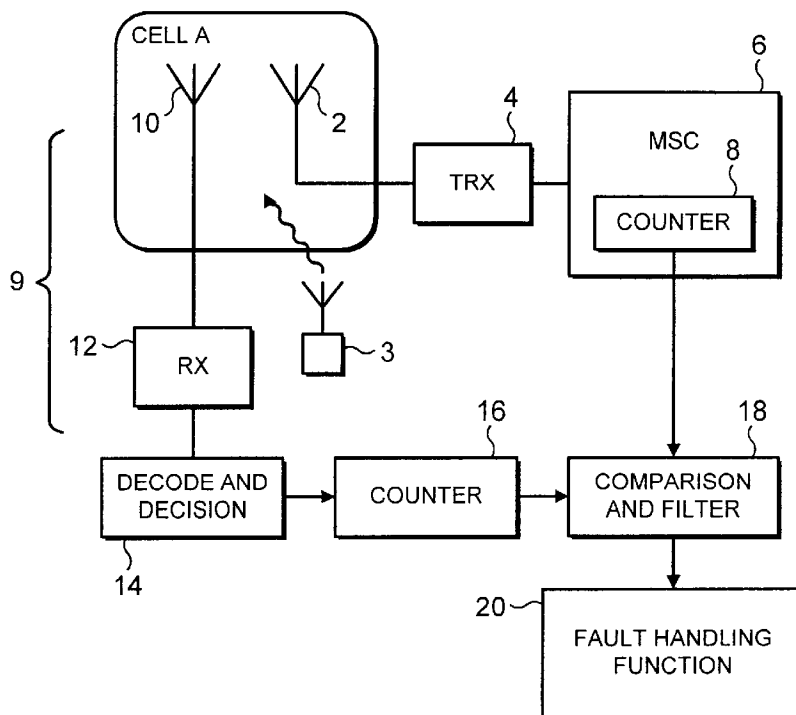 CELL A
10
2
4
TRX
6
MSC
8
COUNTER
9
12
RX
3
DECODE AND
DECISION
14
16
COUNTER
18
COMPARISON
AND FILTER
20
FAULT HANDLING
FUNCTION